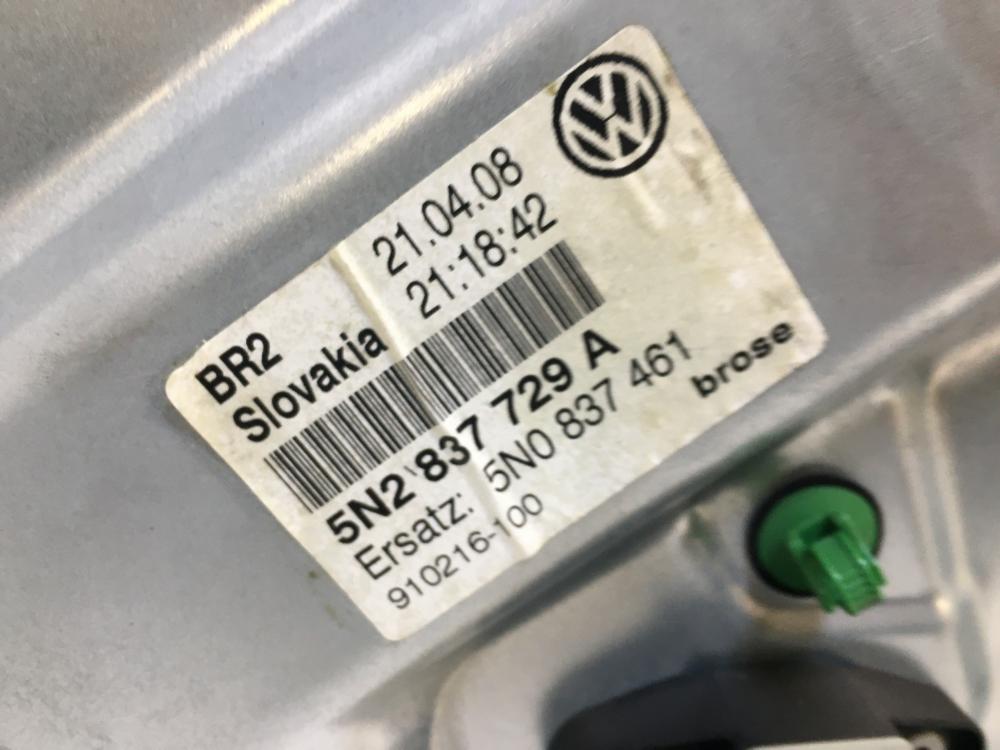 21.04.08
21:18:42
BR2
Slovakia
5N2 837 729 A
Ersatz: 5N0 837 461
910216-100
brose